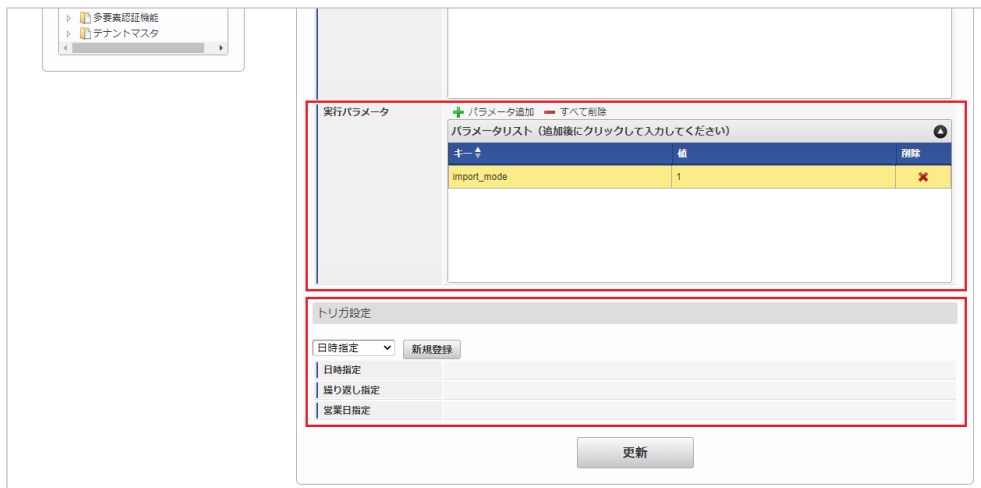 多要素認証機能
テナントマスタ
実行パラメータ
パラメータ追加 すべて削除
パラメータリスト（追加後にクリックして入力してください）
キー 値 削除
import_mode 1
トリガ設定
日時指定 新規登録
日時指定
繰り返し指定
営業日指定
更新